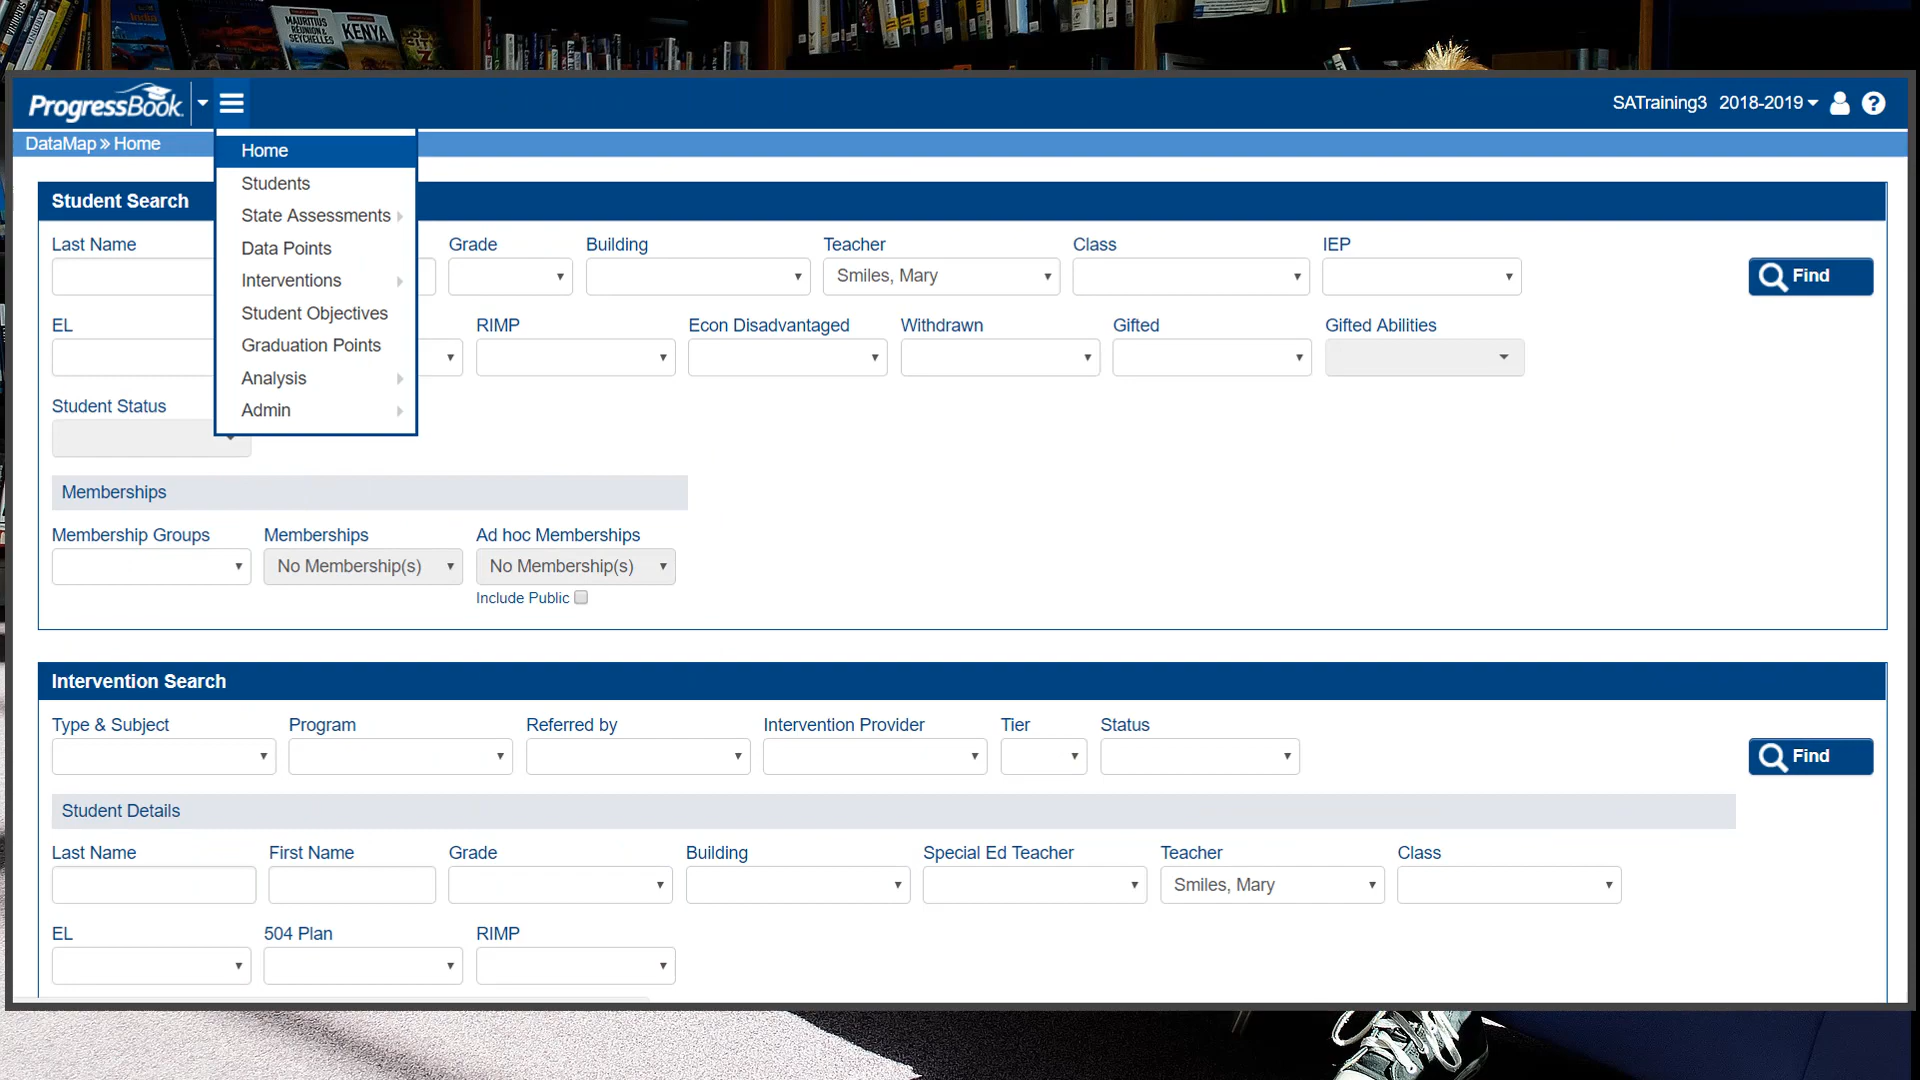 MAURITIUS
RÉUNION &
SEYCHELLES
KENYA
ProgressBook
SATraining3 2018-2019
DataMap » Home
Home
Students
State Assessments
Data Points
Interventions
Student Objectives
Graduation Points
Analysis
Admin
Student Search
Last Name Grade Building Teacher Class IEP
Smiles, Mary
Find
EL RIMP Econ Disadvantaged Withdrawn Gifted Gifted Abilities
Student Status
Memberships
Membership Groups Memberships Ad hoc Memberships
No Membership(s) No Membership(s)
Include Public
Intervention Search
Type & Subject Program Referred by Intervention Provider Tier Status
Find
Student Details
Last Name First Name Grade Building Special Ed Teacher Teacher Class
Smiles, Mary
EL 504 Plan RIMP